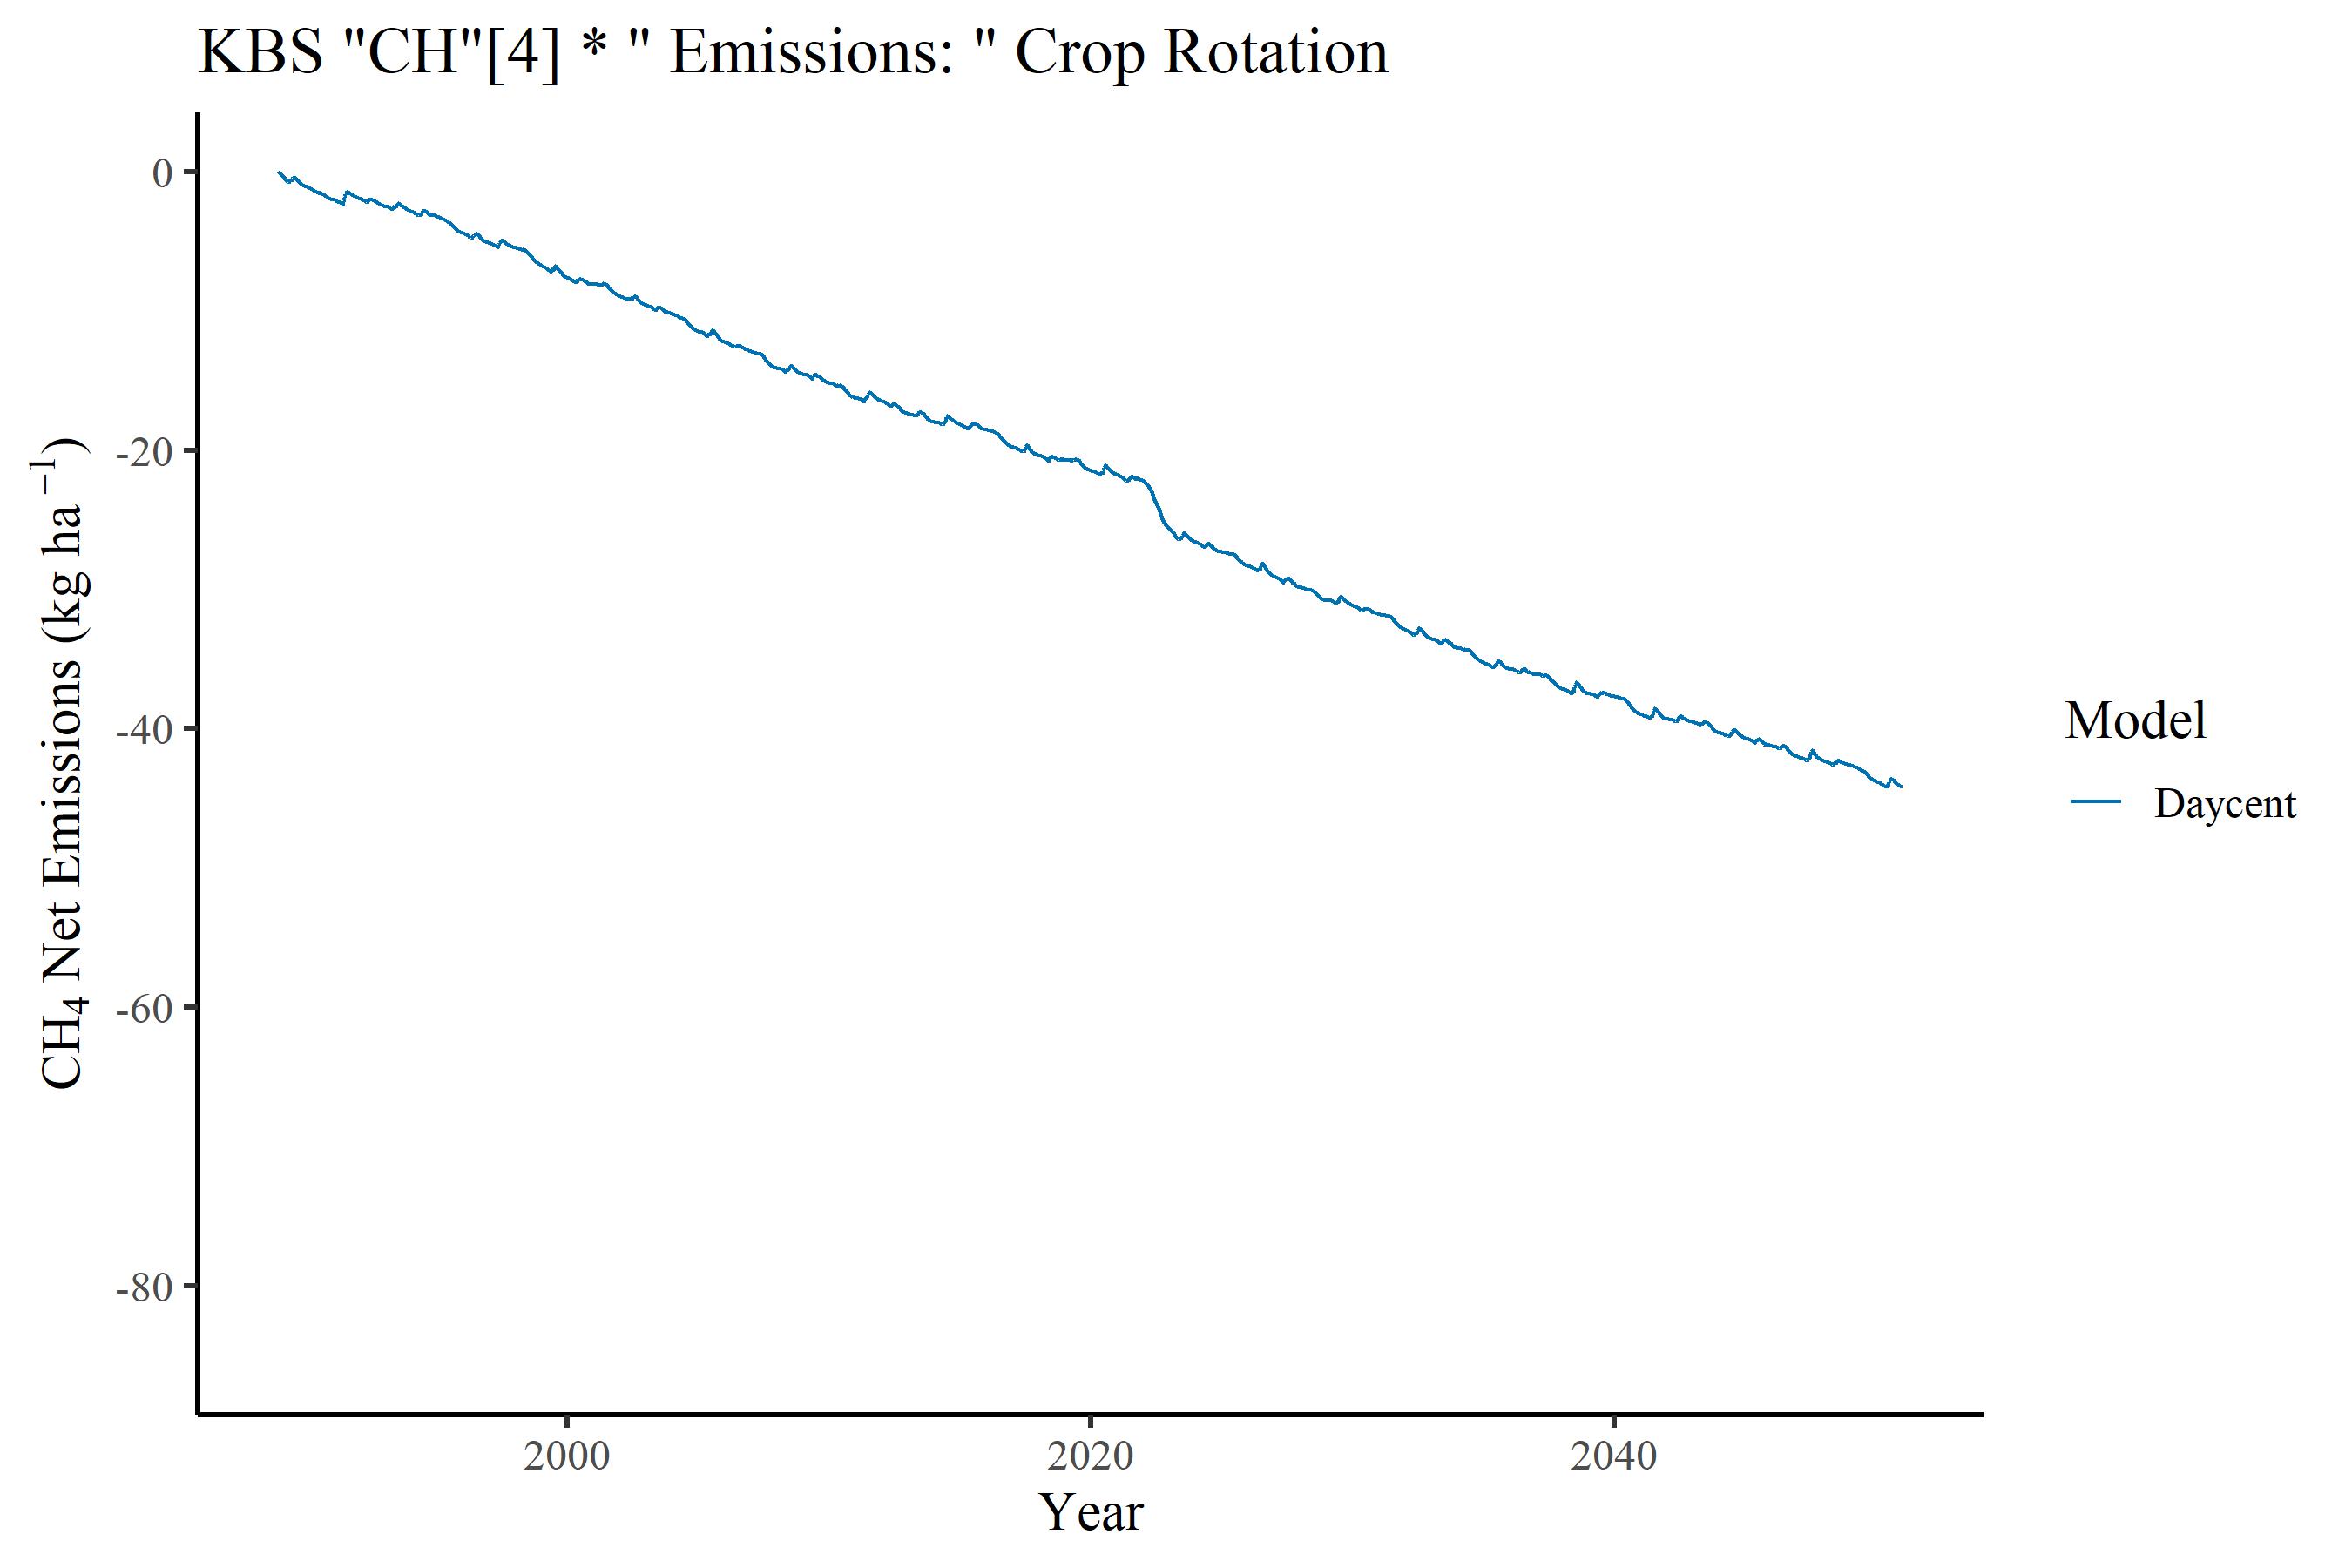 KBS "CH"[4] * " Emissions: " Crop Rotation
CH₄ Net Emissions (kg ha ⁻¹)
0
-20
-40
-60
-80
2000 2020 2040
Year
Model
Daycent